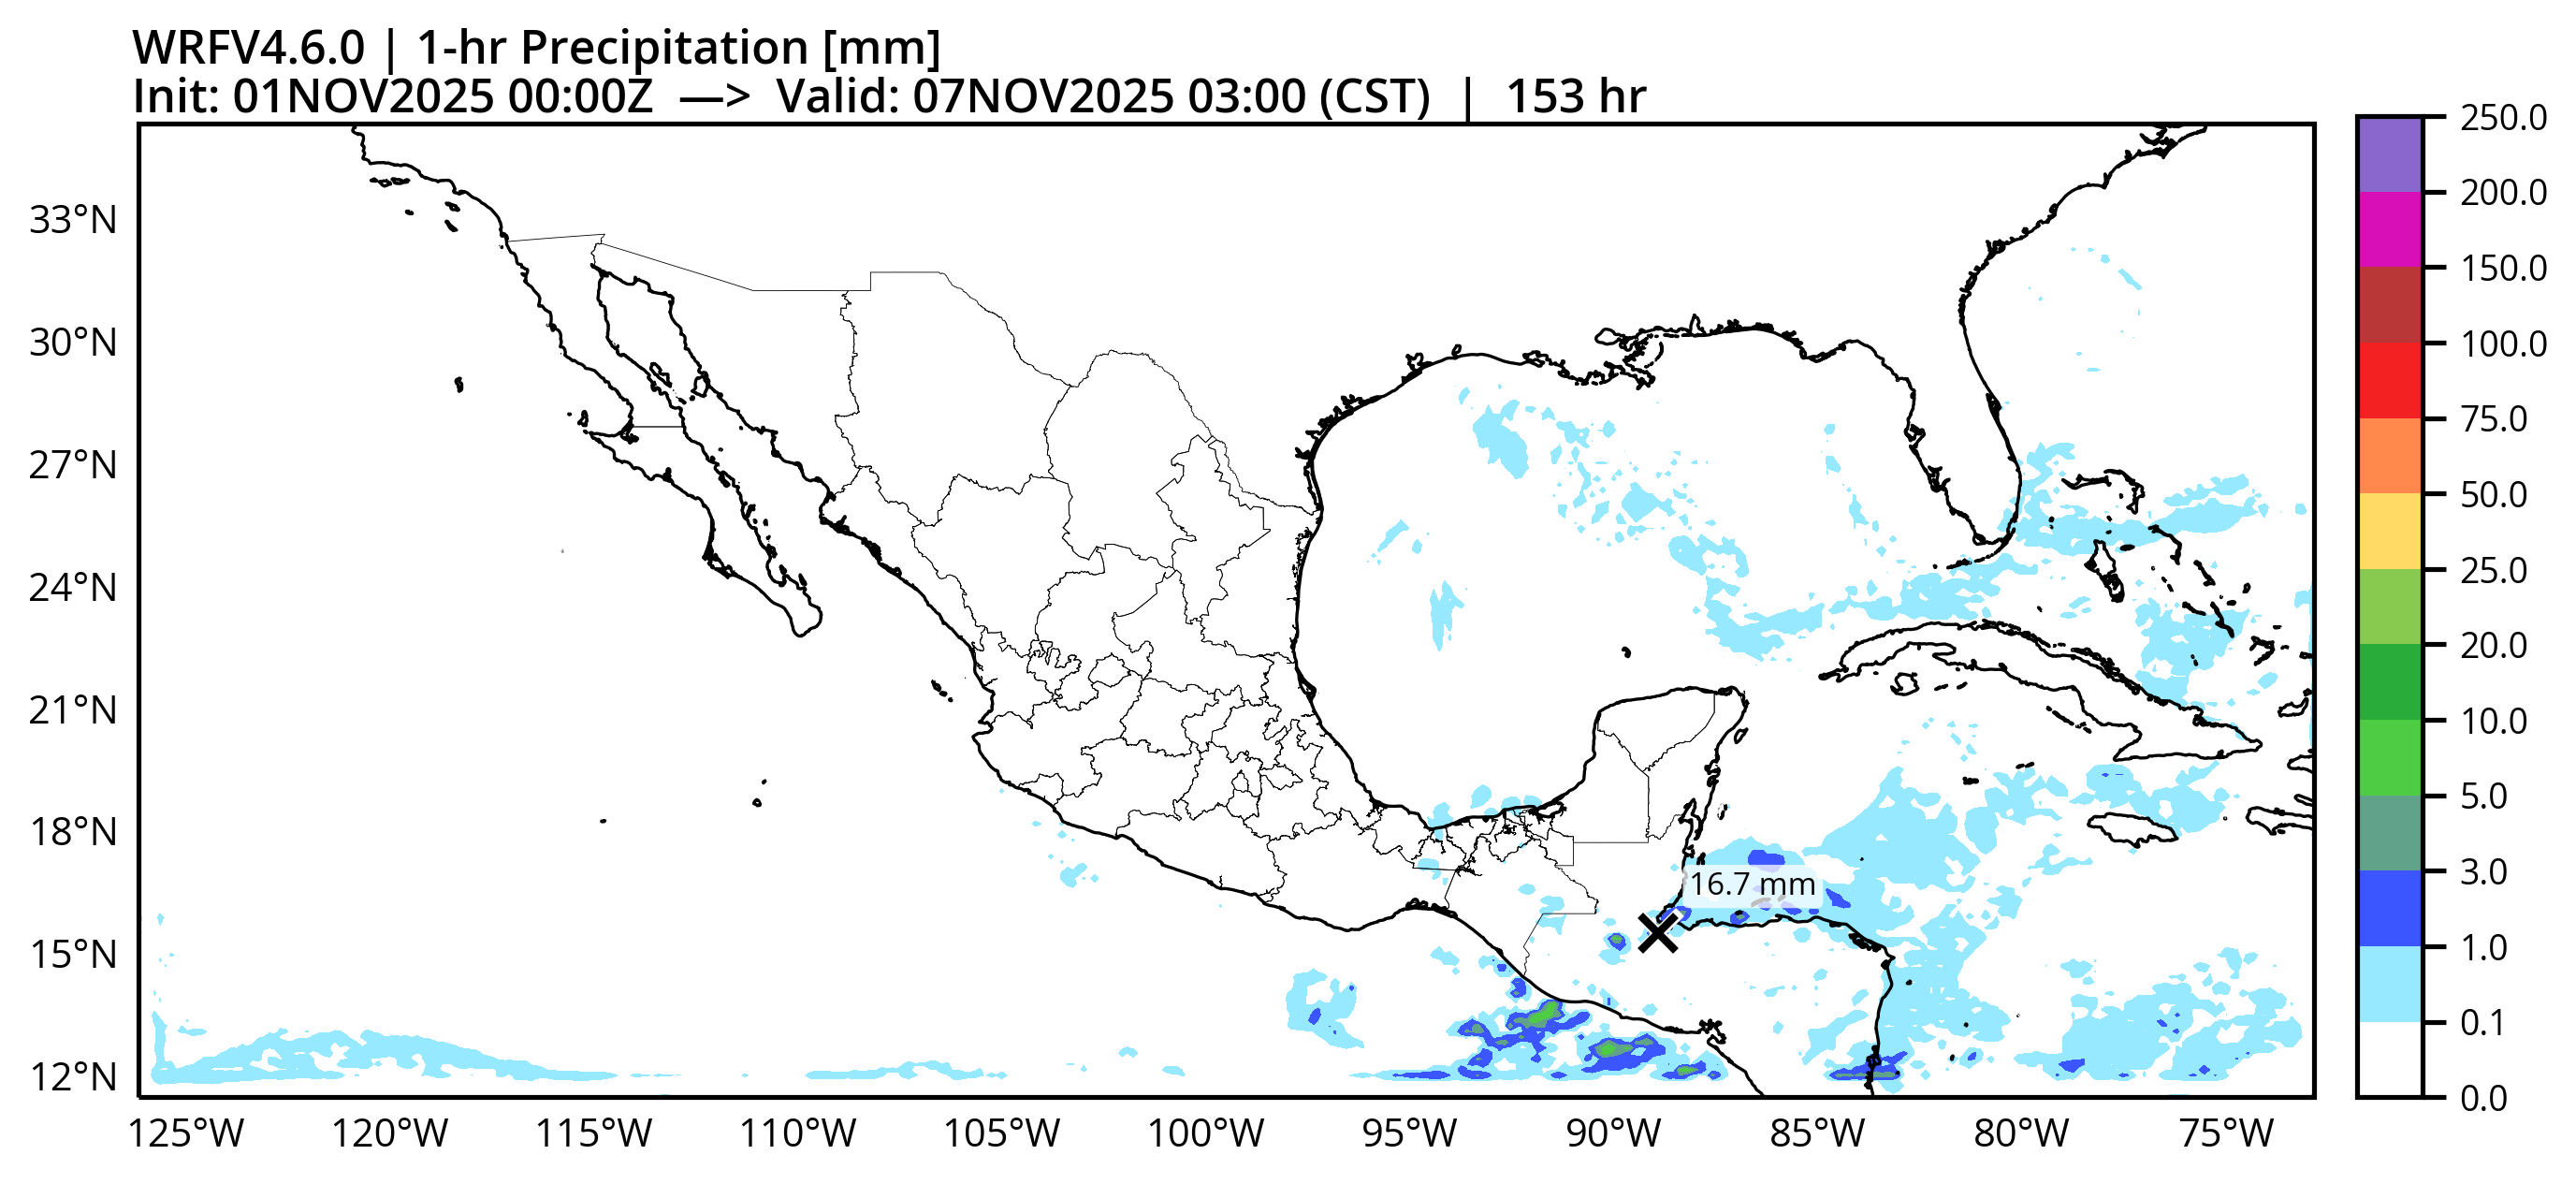 WRFV4.6.0 | 1-hr Precipitation [mm]
Init: 01NOV2025 00:00Z —> Valid: 07NOV2025 03:00 (CST) | 153 hr
33°N
30°N
27°N
24°N
21°N
18°N
15°N
12°N
125°W 120°W 115°W 110°W 105°W 100°W 95°W 90°W 85°W 80°W 75°W
16.7 mm
250.0
200.0
150.0
100.0
75.0
50.0
25.0
20.0
10.0
5.0
3.0
1.0
0.1
0.0